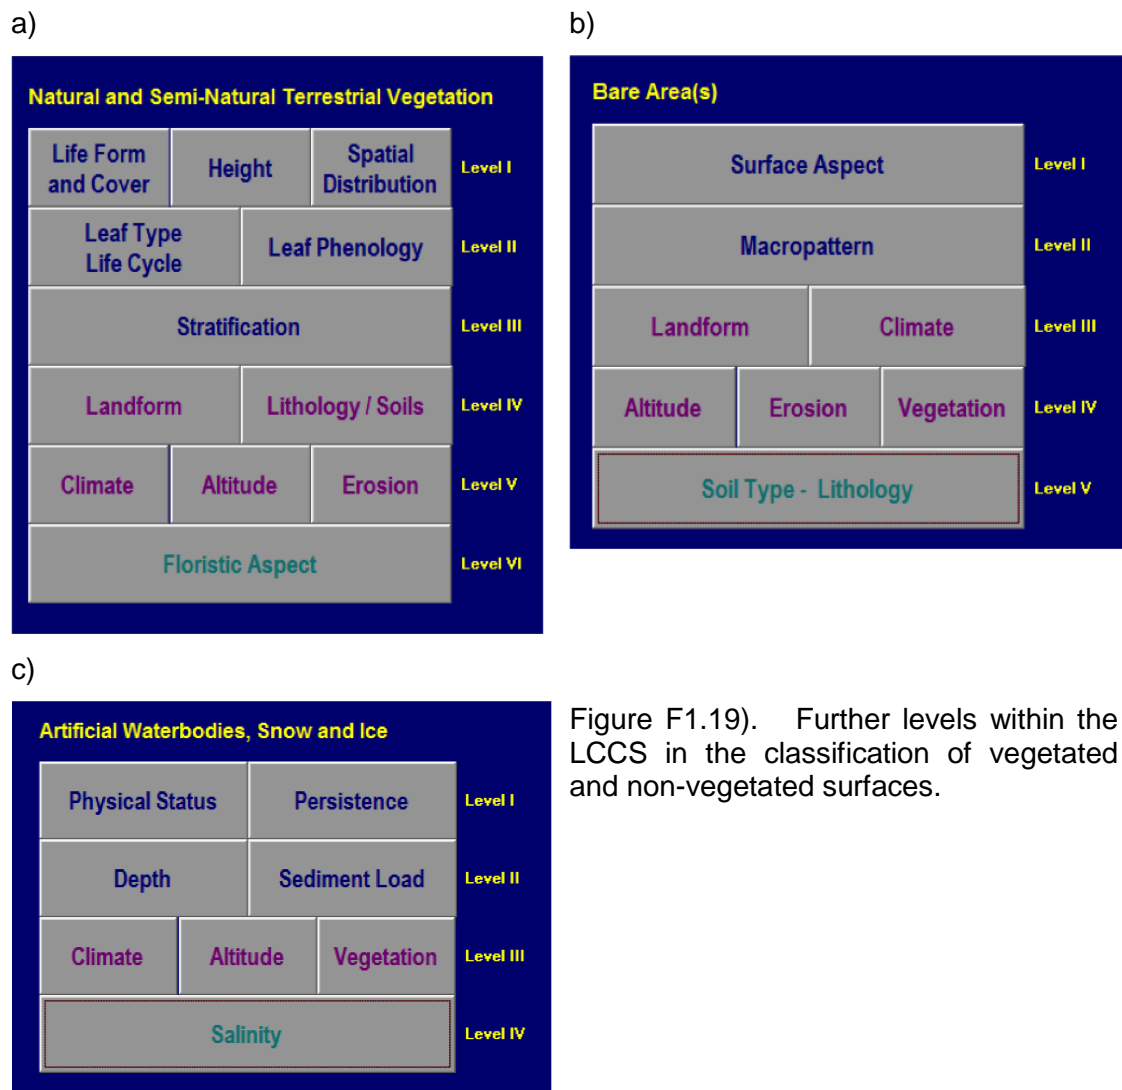 a)
Natural and Semi-Natural Terrestrial Vegetation
Life Form
and Cover
Height
Spatial
Distribution
Level I
Leaf Type
Life Cycle
Leaf Phenology
Level II
Stratification
Level III
Landform
Lithology / Soils
Level IV
Climate
Altitude
Erosion
Level V
Floristic Aspect
Level VI
b)
Bare Area(s)
Surface Aspect
Level I
Macropattern
Level II
Landform
Climate
Level III
Altitude
Erosion
Vegetation
Level IV
Soil Type - Lithology
Level V
c)
Artificial Waterbodies, Snow and Ice
Physical Status
Persistence
Level I
Depth
Sediment Load
Level II
Climate
Altitude
Vegetation
Level III
Salinity
Level IV
Figure F1.19). Further levels within the
LCCS in the classification of vegetated
and non-vegetated surfaces.